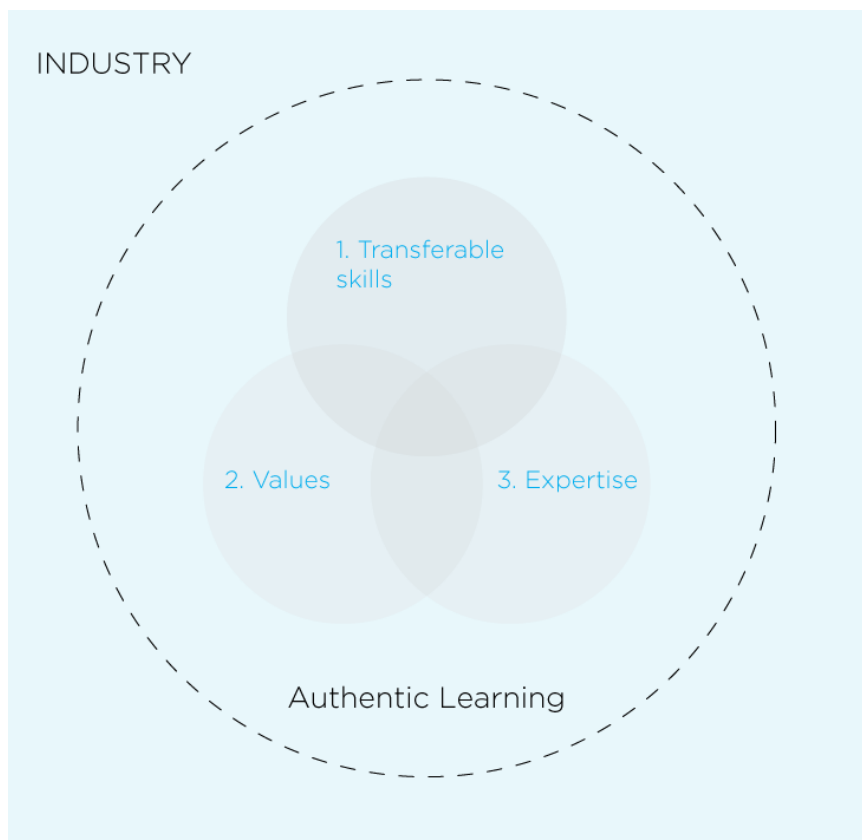 INDUSTRY
1. Transferable
skills
2. Values
3. Expertise
Authentic Learning